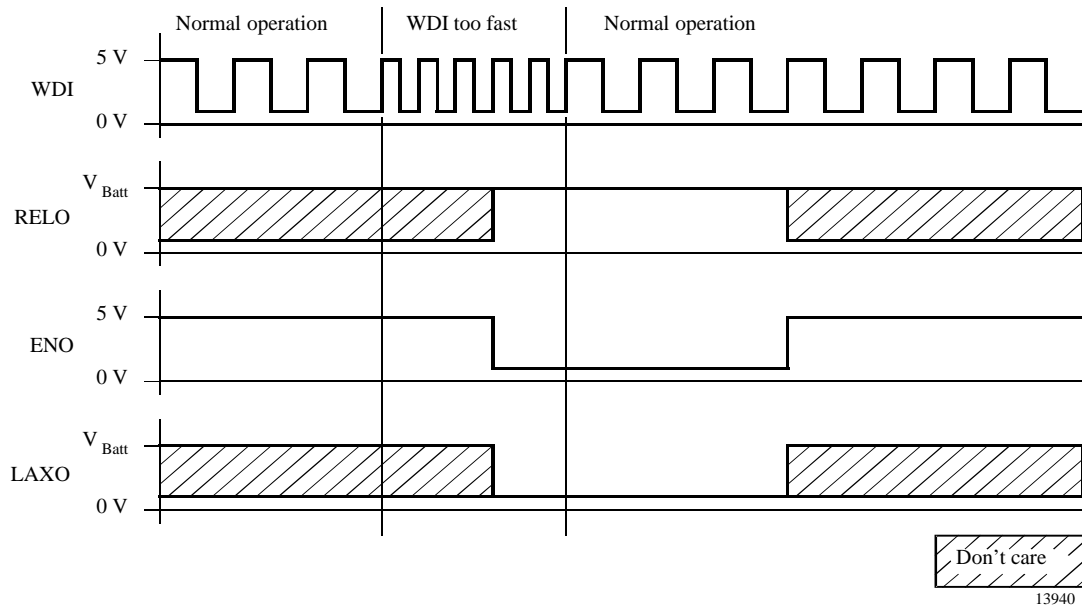 Normal operation WDI too fast Normal operation
5 V
WDI
0 V
V Batt
RELO
0 V
5 V
ENO
0 V
V Batt
LAXO
0 V
Don't care
13940